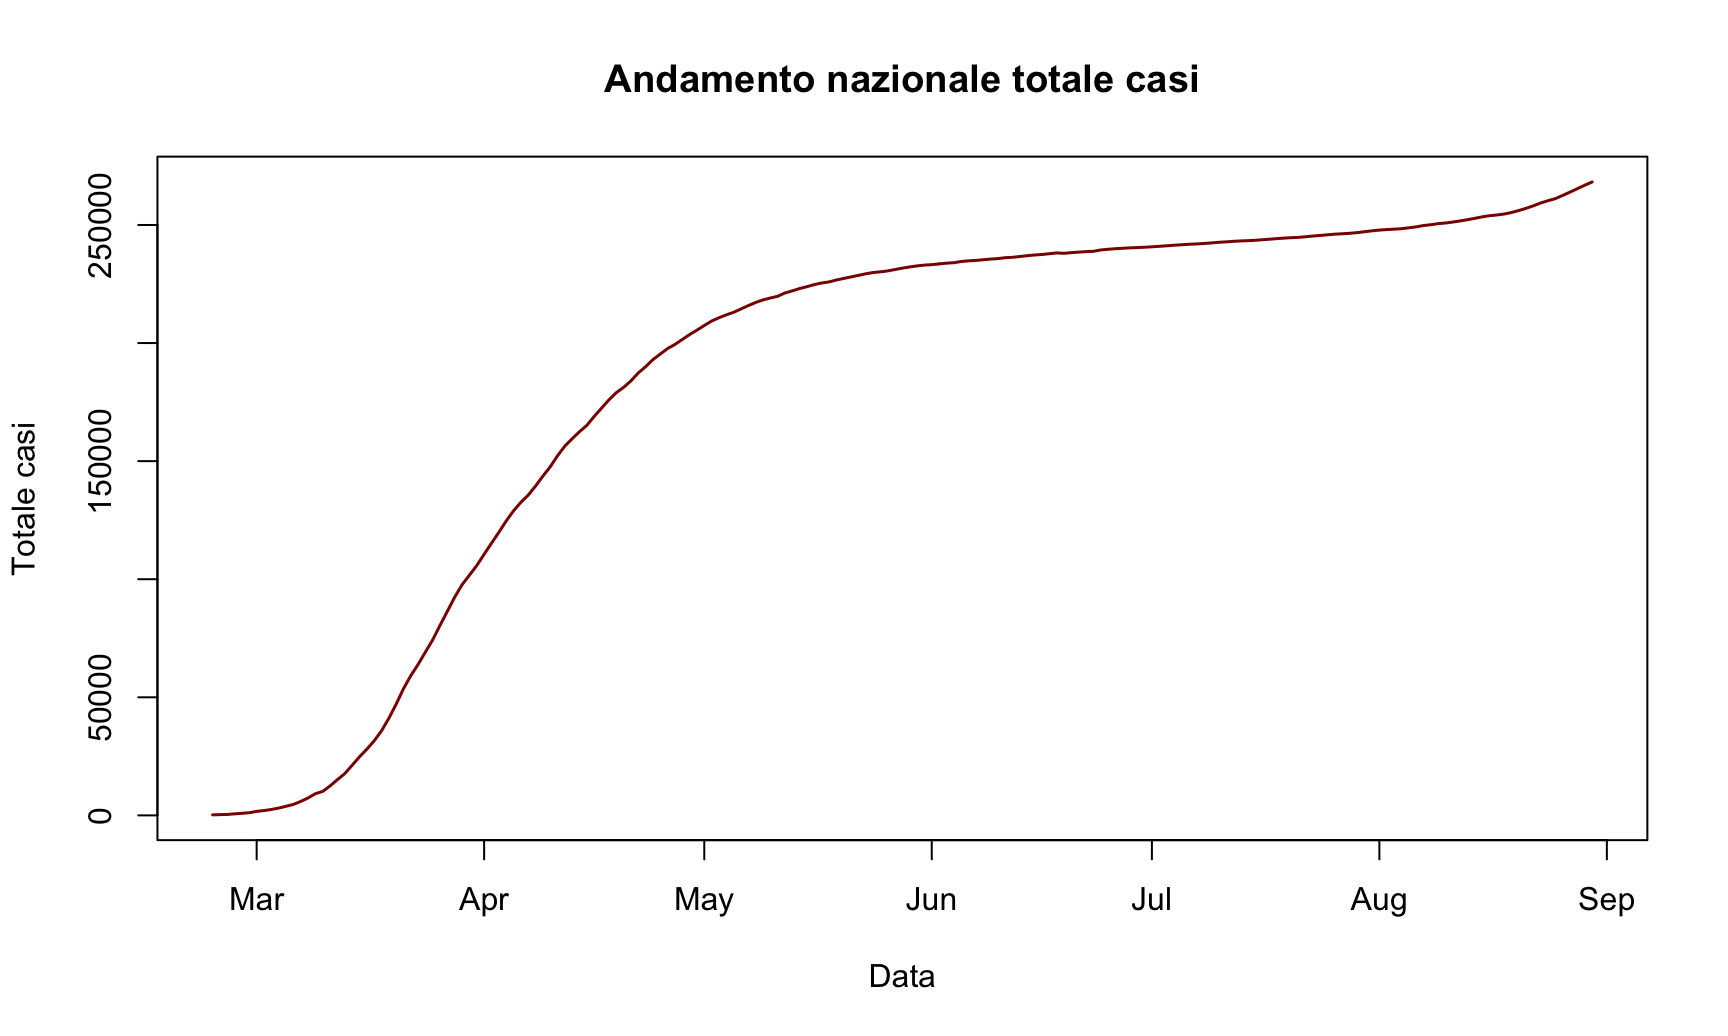 Andamento nazionale totale casi
Totale casi
250000
150000
50000
0
Mar Apr May Jun Jul Aug Sep
Data